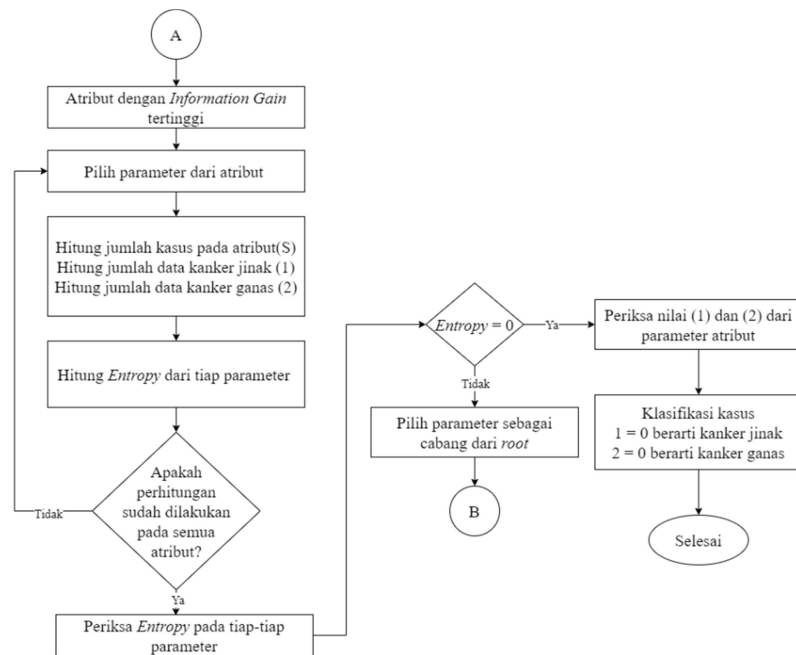 A
Atribut dengan Information Gain
tertinggi
Pilih parameter dari atribut
Hitung jumlah kasus pada atribut(S)
Hitung jumlah data kanker jinak (1)
Hitung jumlah data kanker ganas (2)
Hitung Entropy dari tiap parameter
Apakah
perhitungan
sudah dilakukan
pada semua
atribut?
Tidak
Ya
Periksa Entropy pada tiap-tiap
parameter
Entropy = 0
Ya
Tidak
Pilih parameter sebagai
cabang dari root
B
Periksa nilai (1) dan (2) dari
parameter atribut
Klasifikasi kasus
1 = 0 berarti kanker jinak
2 = 0 berarti kanker ganas
Selesai